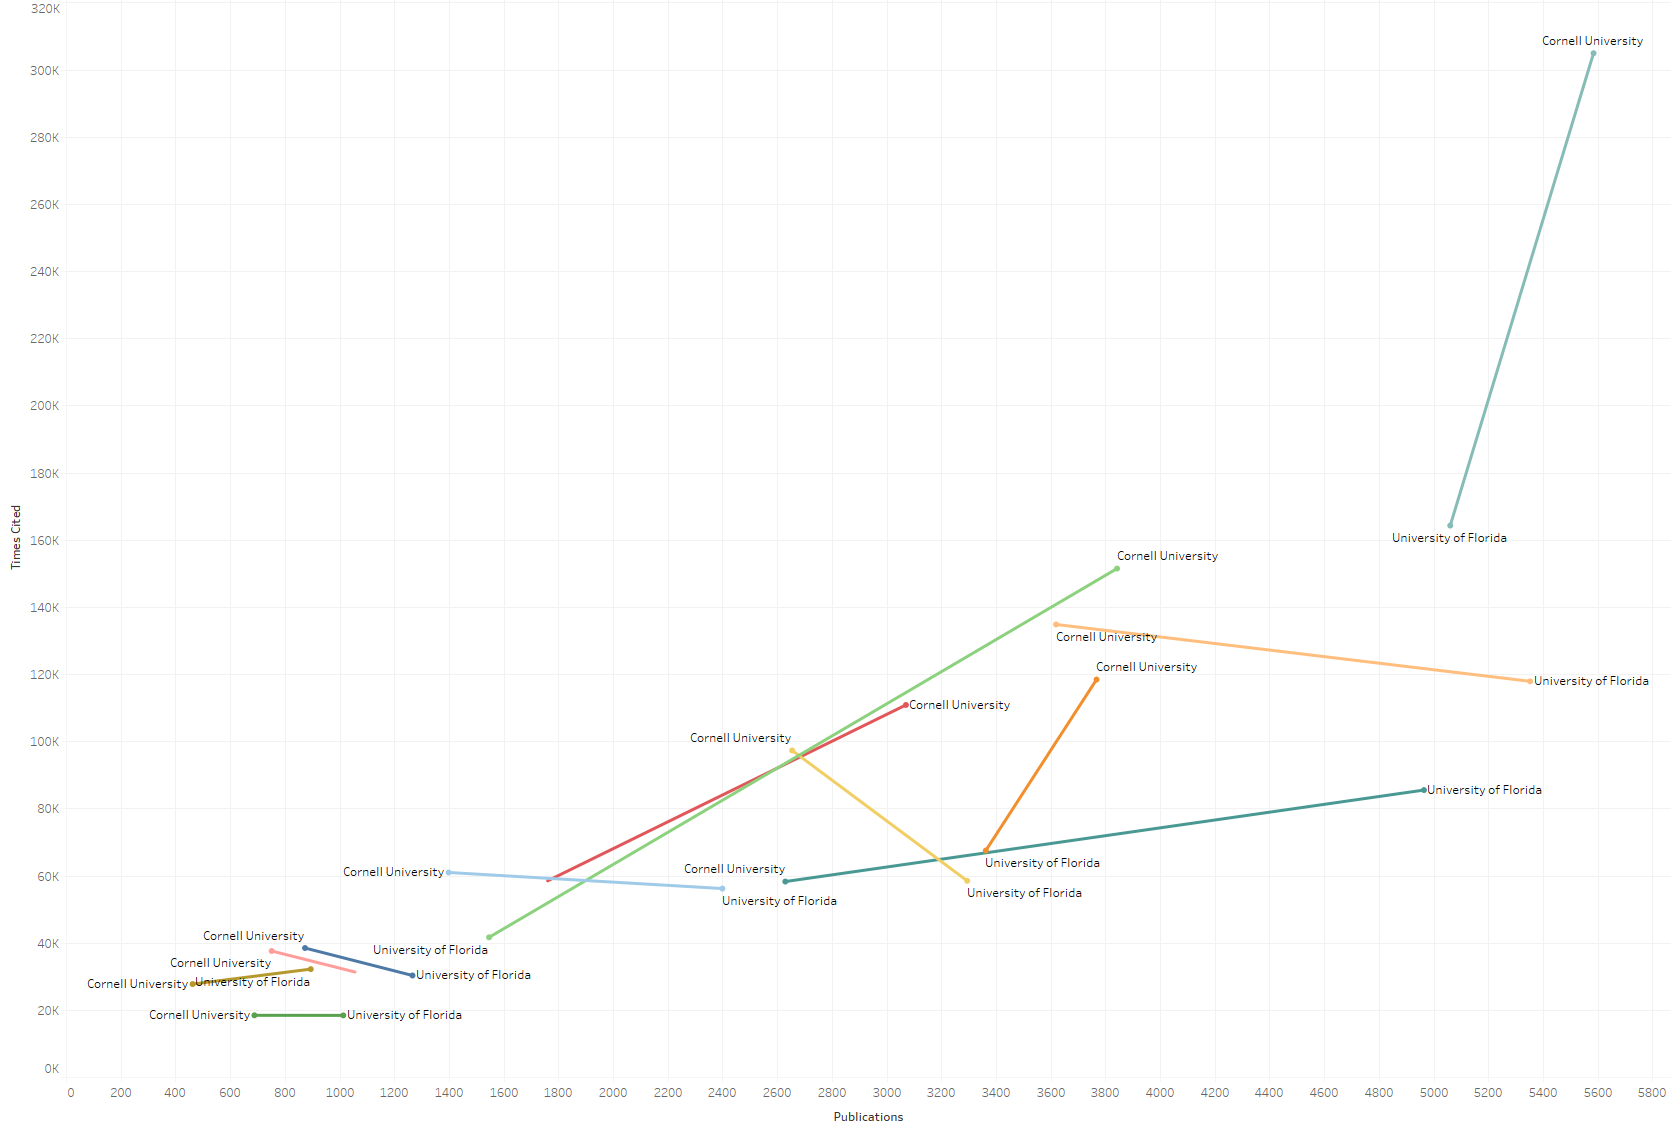 320K
Cornell University
300K
280K
260K
240K
220K
200K
180K
160K
University of Florida
Cornell University
140K
Cornell University
120K
Cornell University
University of Florida
Cornell University
100K
Cornell University
80K
University of Florida
60K
Cornell University
Cornell University
University of Florida
University of Florida
University of Florida
40K
Cornell University
University of Florida
Cornell University
University of Florida
Cornell University
University of Florida
20K
Cornell University
University of Florida
0K
Times Cited
0 200 400 600 800 1000 1200 1400 1600 1800 2000 2200 2400 2600 2800 3000 3200 3400 3600 3800 4000 4200 4400 4600 4800 5000 5200 5400 5600 5800
Publications